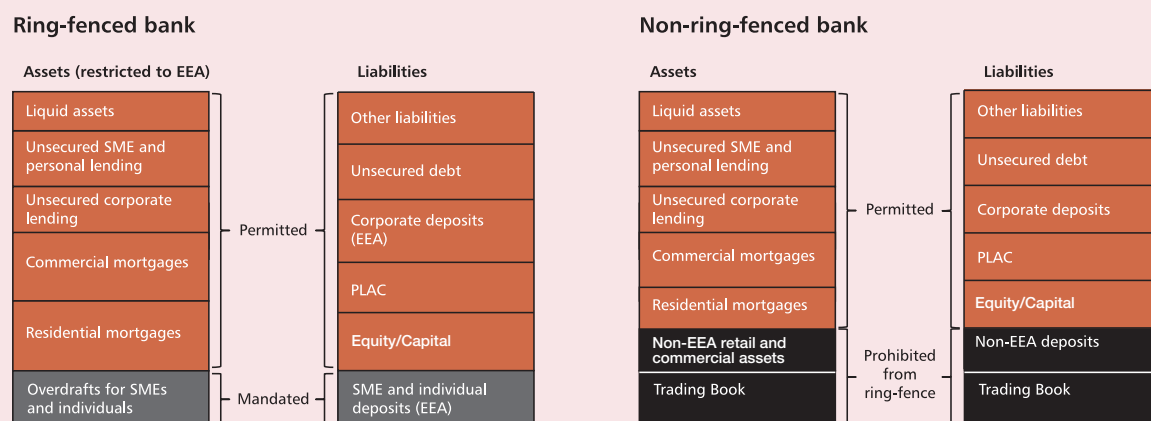 Ring-fenced bank
Assets (restricted to EEA)
Liquid assets
Unsecured SME and
personal lending
Unsecured corporate
lending
Commercial mortgages
Residential mortgages
Overdrafts for SMEs
and individuals
Permitted
Mandated
Liabilities
Other liabilities
Unsecured debt
Corporate deposits
(EEA)
PLAC
Equity/Capital
SME and individual
deposits (EEA)
Non-ring-fenced bank
Assets
Liquid assets
Unsecured SME and
personal lending
Unsecured corporate
lending
Commercial mortgages
Residential mortgages
Non-EEA retail and
commercial assets
Trading Book
Permitted
Prohibited
from
ring-fence
Liabilities
Other liabilities
Unsecured debt
Corporate deposits
PLAC
Equity/Capital
Non-EEA deposits
Trading Book